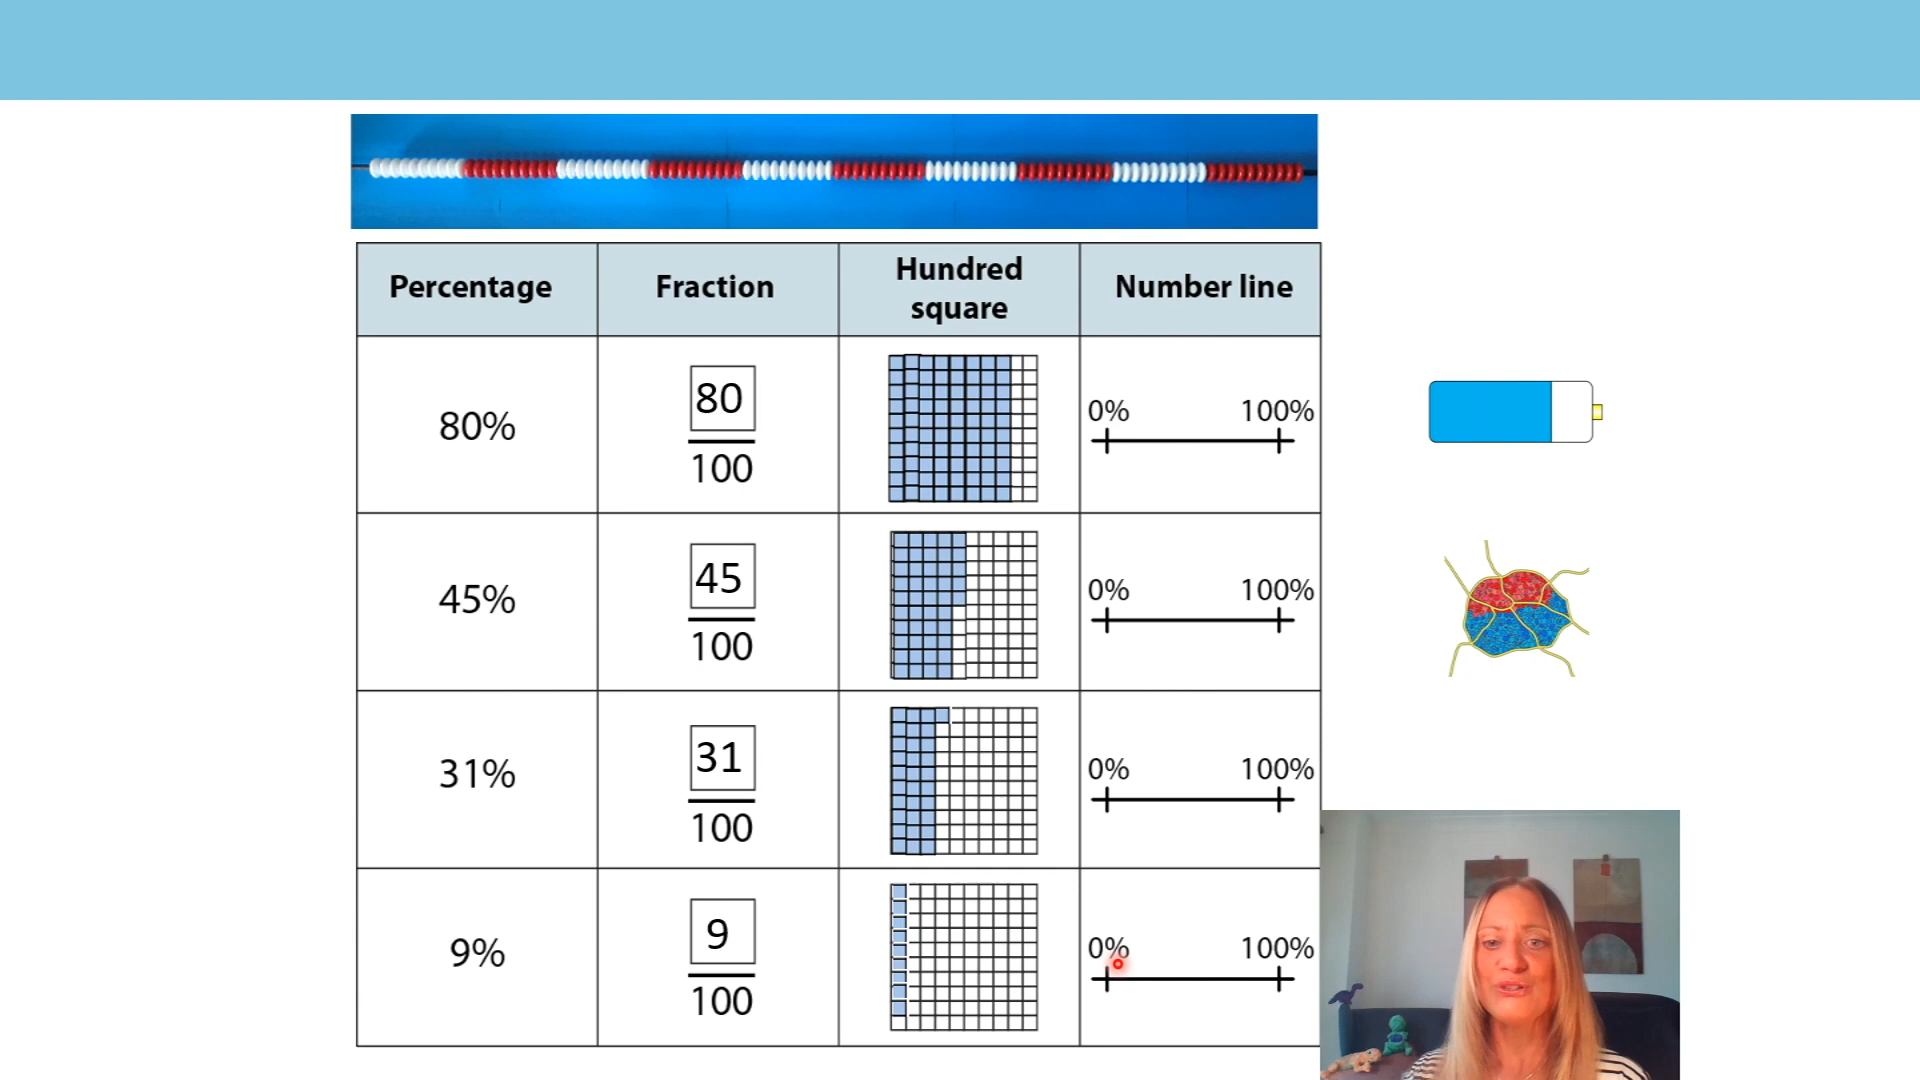 Percentage Fraction Hundred square Number line
80% 80/100 0% 100%
45% 45/100 0% 100%
31% 31/100 0% 100%
9% 9/100 0% 100%